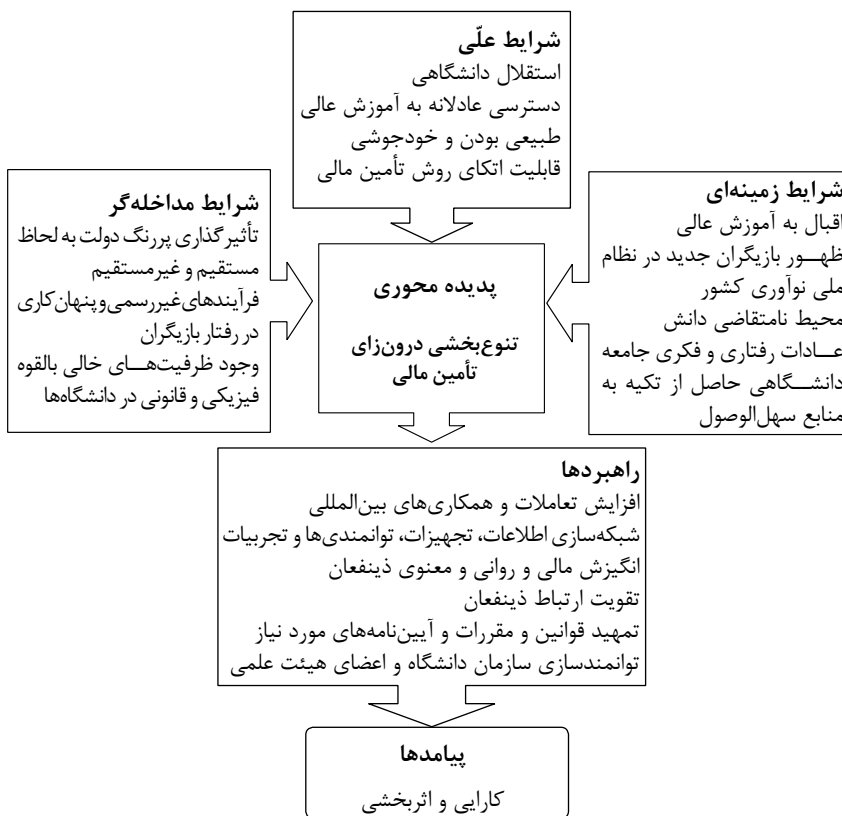 شرایط علّی
استقلال دانشگاهی
دسترسی عادلانه به آموزش عالی
طبیعی بودن و خودجوشی
قابلیت اتکای روش تأمین مالی
شرایط زمینه‌ای
اقبال به آموزش عالی
ظهـــور بازیگران جدید در نظام
ملی نوآوری کشور
محیط نامتقاضی دانش
عـــادات رفتاری و فکری جامعه
دانشـــگاهی حاصل از تکیه به
منابع سهل‌الوصول
پدیده محوری
تنوع‌بخشی درون‌زای
تأمین مالی
شرایط مداخله‌گر
تأثیرگذاری پررنگ دولت به لحاظ
مستقیم و غیرمستقیم
فرآیندهای غیررسمی و پنهان‌کاری
در رفتار بازیگران
وجود ظرفیت‌هـــای خالی بالقوه
فیزیکی و قانونی در دانشگاه‌ها
راهبردها
افزایش تعاملات و همکاری‌های بین‌المللی
شبکه‌سازی اطلاعات، تجهیزات، توانمندی‌ها و تجربیات
انگیزش مالی و روانی و معنوی ذینفعان
تقویت ارتباط ذینفعان
تمهید قوانین و مقررات و آیین‌نامه‌های مورد نیاز
توانمندسازی سازمان دانشگاه و اعضای هیئت علمی
پیامدها
کارایی و اثربخشی